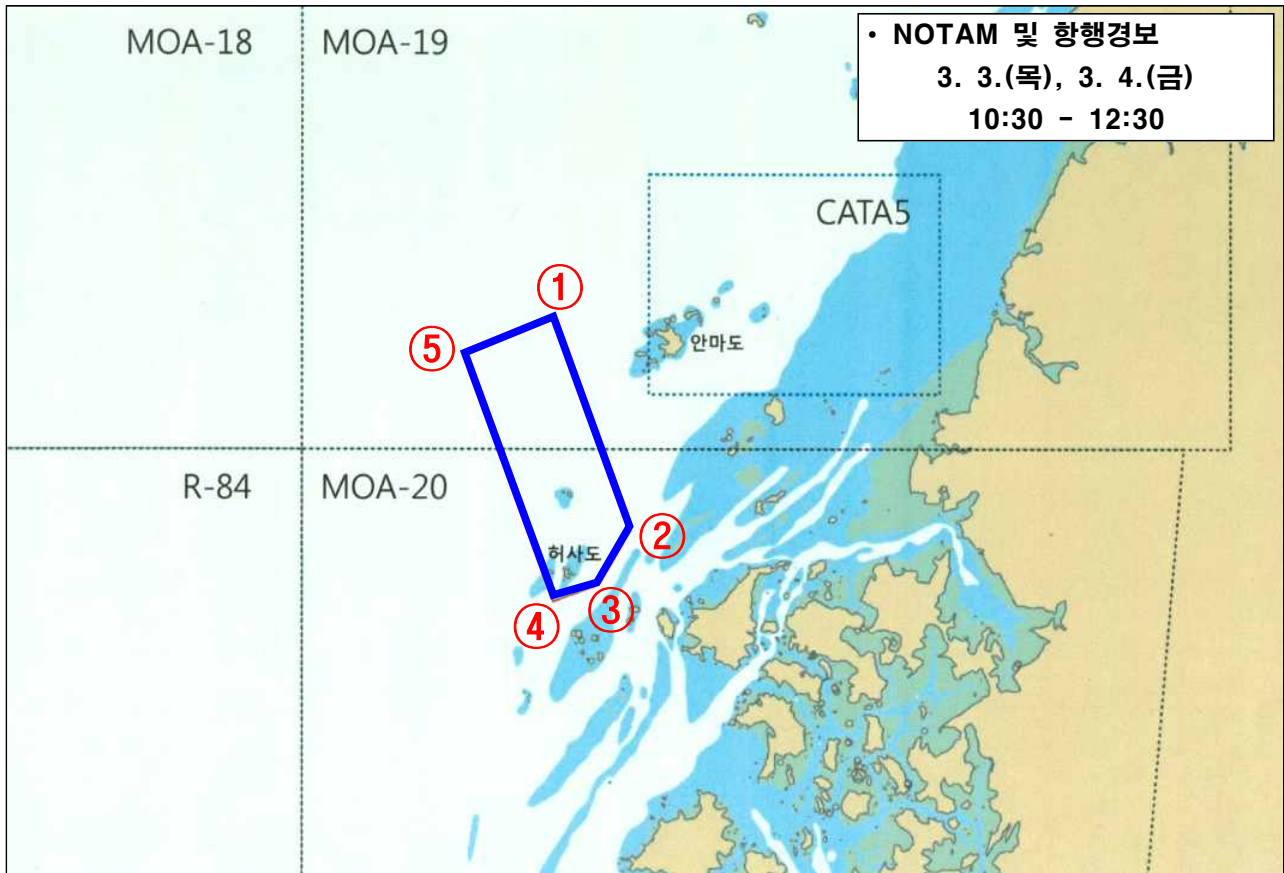 MOA-18
MOA-19
• NOTAM 및 항행경보
3. 3.(목), 3. 4.(금)
10:30 - 12:30
CATA5
①
⑤
안마도
R-84
MOA-20
②
허사도
③
④